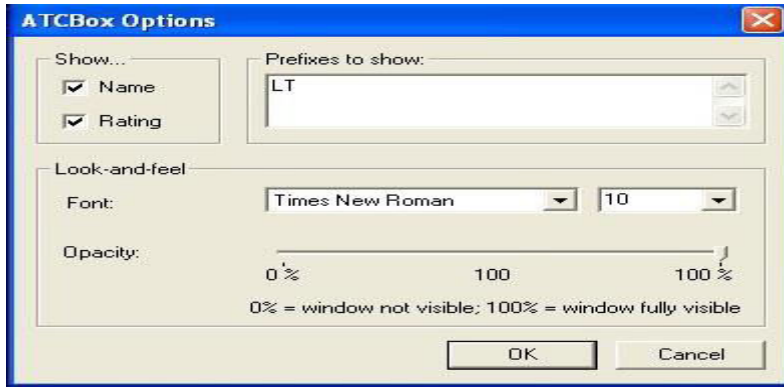 ATCBox Options
Show...
Name
Rating
Prefixes to show:
LT
Look-and-feel
Font:
Times New Roman
10
Opacity:
0 %
100
100 %
0% = window not visible; 100% = window fully visible
OK
Cancel